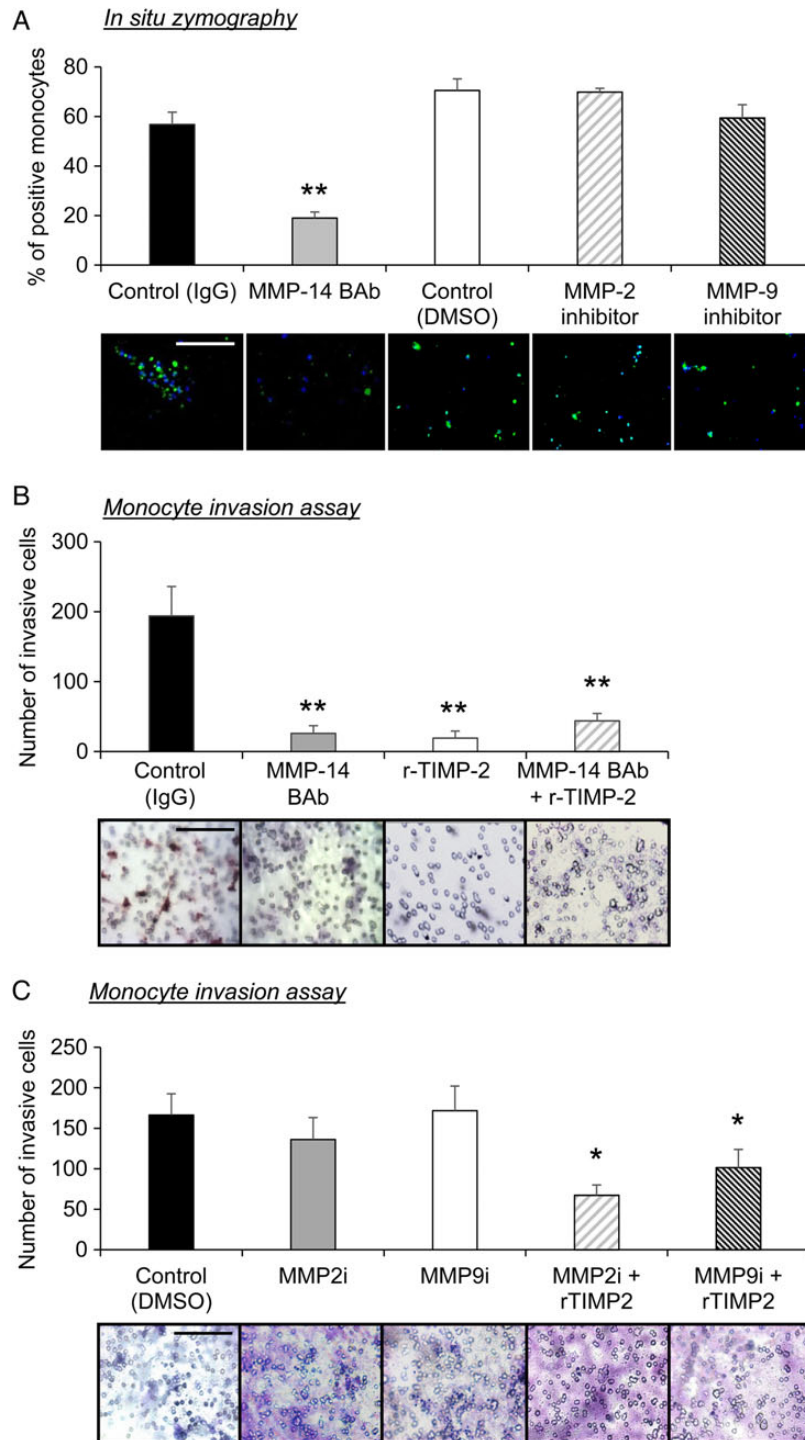 A
In situ zymography
% of positive monocytes
80
60
40
20
0
**
Control (IgG)
MMP-14 BAb
Control
(DMSO)
MMP-2
inhibitor
MMP-9
inhibitor
B
Monocyte invasion assay
Number of invasive cells
300
200
100
0
**
**
**
Control
(IgG)
MMP-14
BAb
r-TIMP-2
MMP-14 BAb
+ r-TIMP-2
C
Monocyte invasion assay
Number of invasive cells
250
200
150
100
50
0
*
*
Control
(DMSO)
MMP2i
MMP9i
MMP2i +
rTIMP2
MMP9i +
rTIMP2